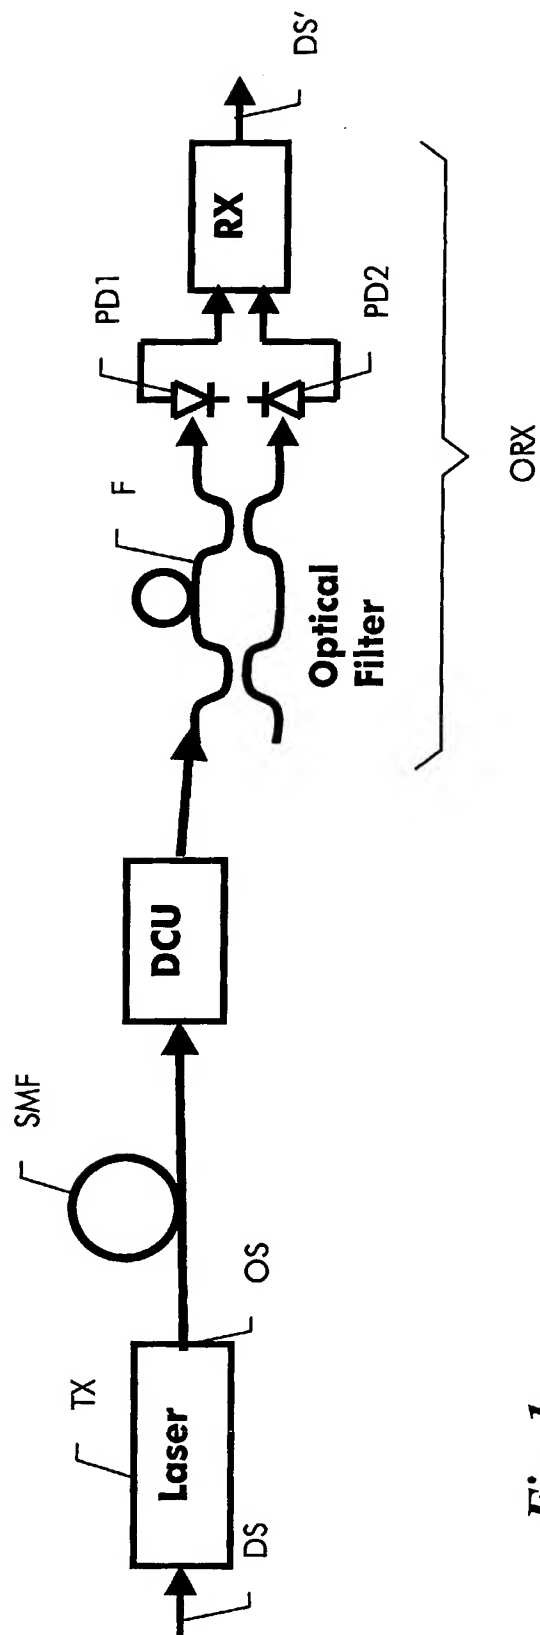 DS
Laser
TX
OS
SMF
DCU
Optical
Filter
F
PD1
PD2
RX
DS'
ORX
Fig. 1